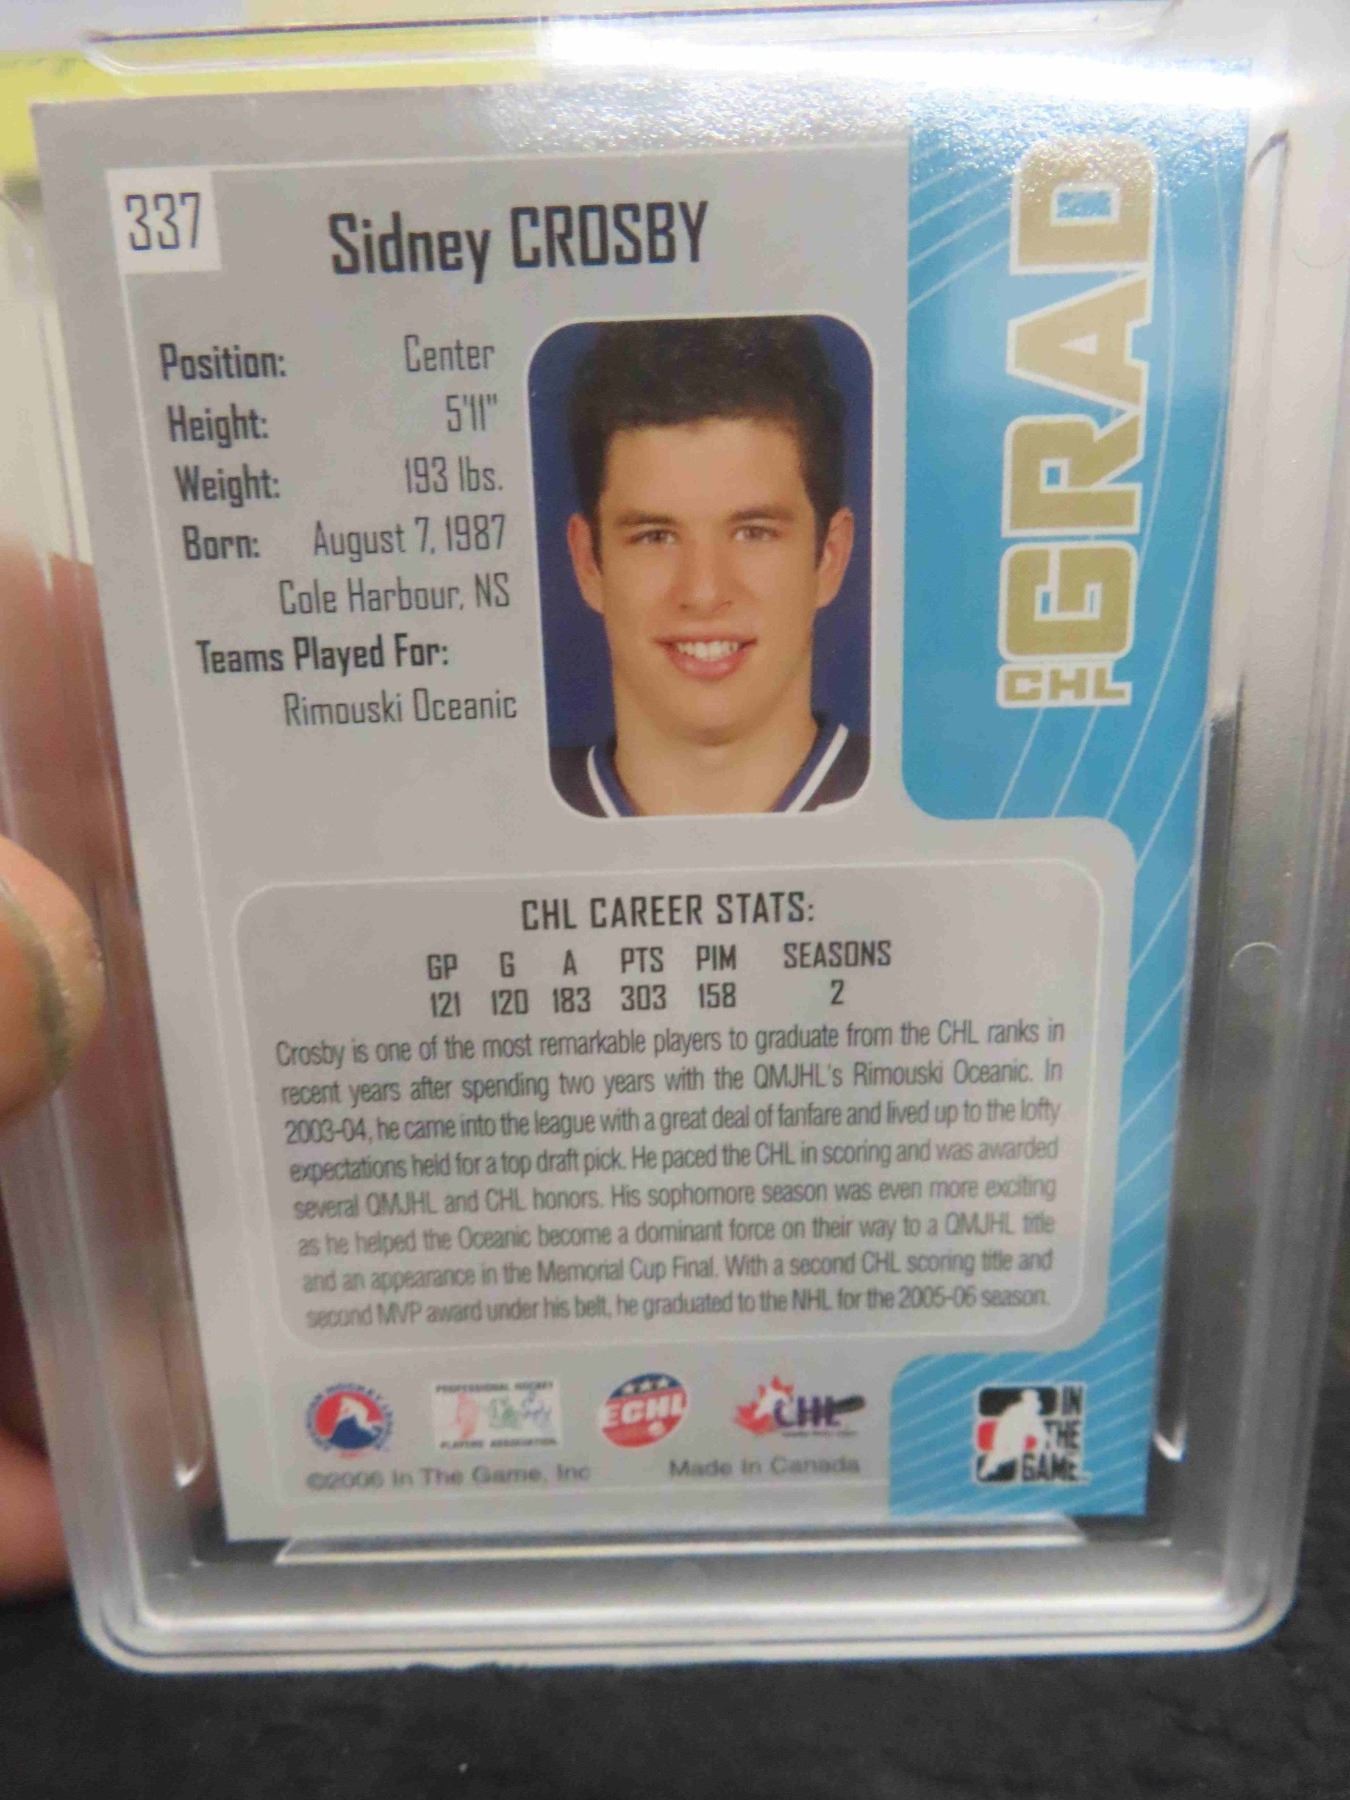 337
Sidney CROSBY
Position: Center
Height: 5'11"
Weight: 193 lbs.
Born: August 7, 1987
Cole Harbour, NS
Teams Played For:
Rimouski Oceanic
CHL GRAD
CHL CAREER STATS:
GP G A PTS PIM SEASONS
121 120 183 303 158 2
Crosby is one of the most remarkable players to graduate from the CHL ranks in
recent years after spending two years with the QMJHL's Rimouski Oceanic. In
2003-04, he came into the league with a great deal of fanfare and lived up to the lofty
expectations held for a top draft pick. He paced the CHL in scoring and was awarded
several QMJHL and CHL honors. His sophomore season was even more exciting
as he helped the Oceanic become a dominant force on their way to a QMJHL title
and an appearance in the Memorial Cup Final. With a second CHL scoring title and
second MVP award under his belt, he graduated to the NHL for the 2005-06 season.
PROFESSIONAL HOCKEY
PLAYERS ASSOCIATION
ECHL
CHL
IN
THE
GAME
©2006 In The Game, Inc
Made In Canada